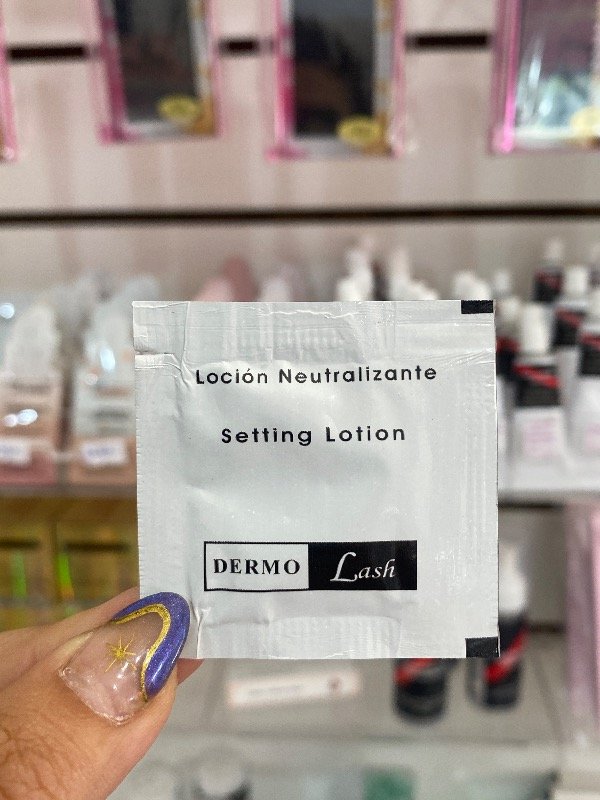 Loción Neutralizante
Setting Lotion
DERMO Lash